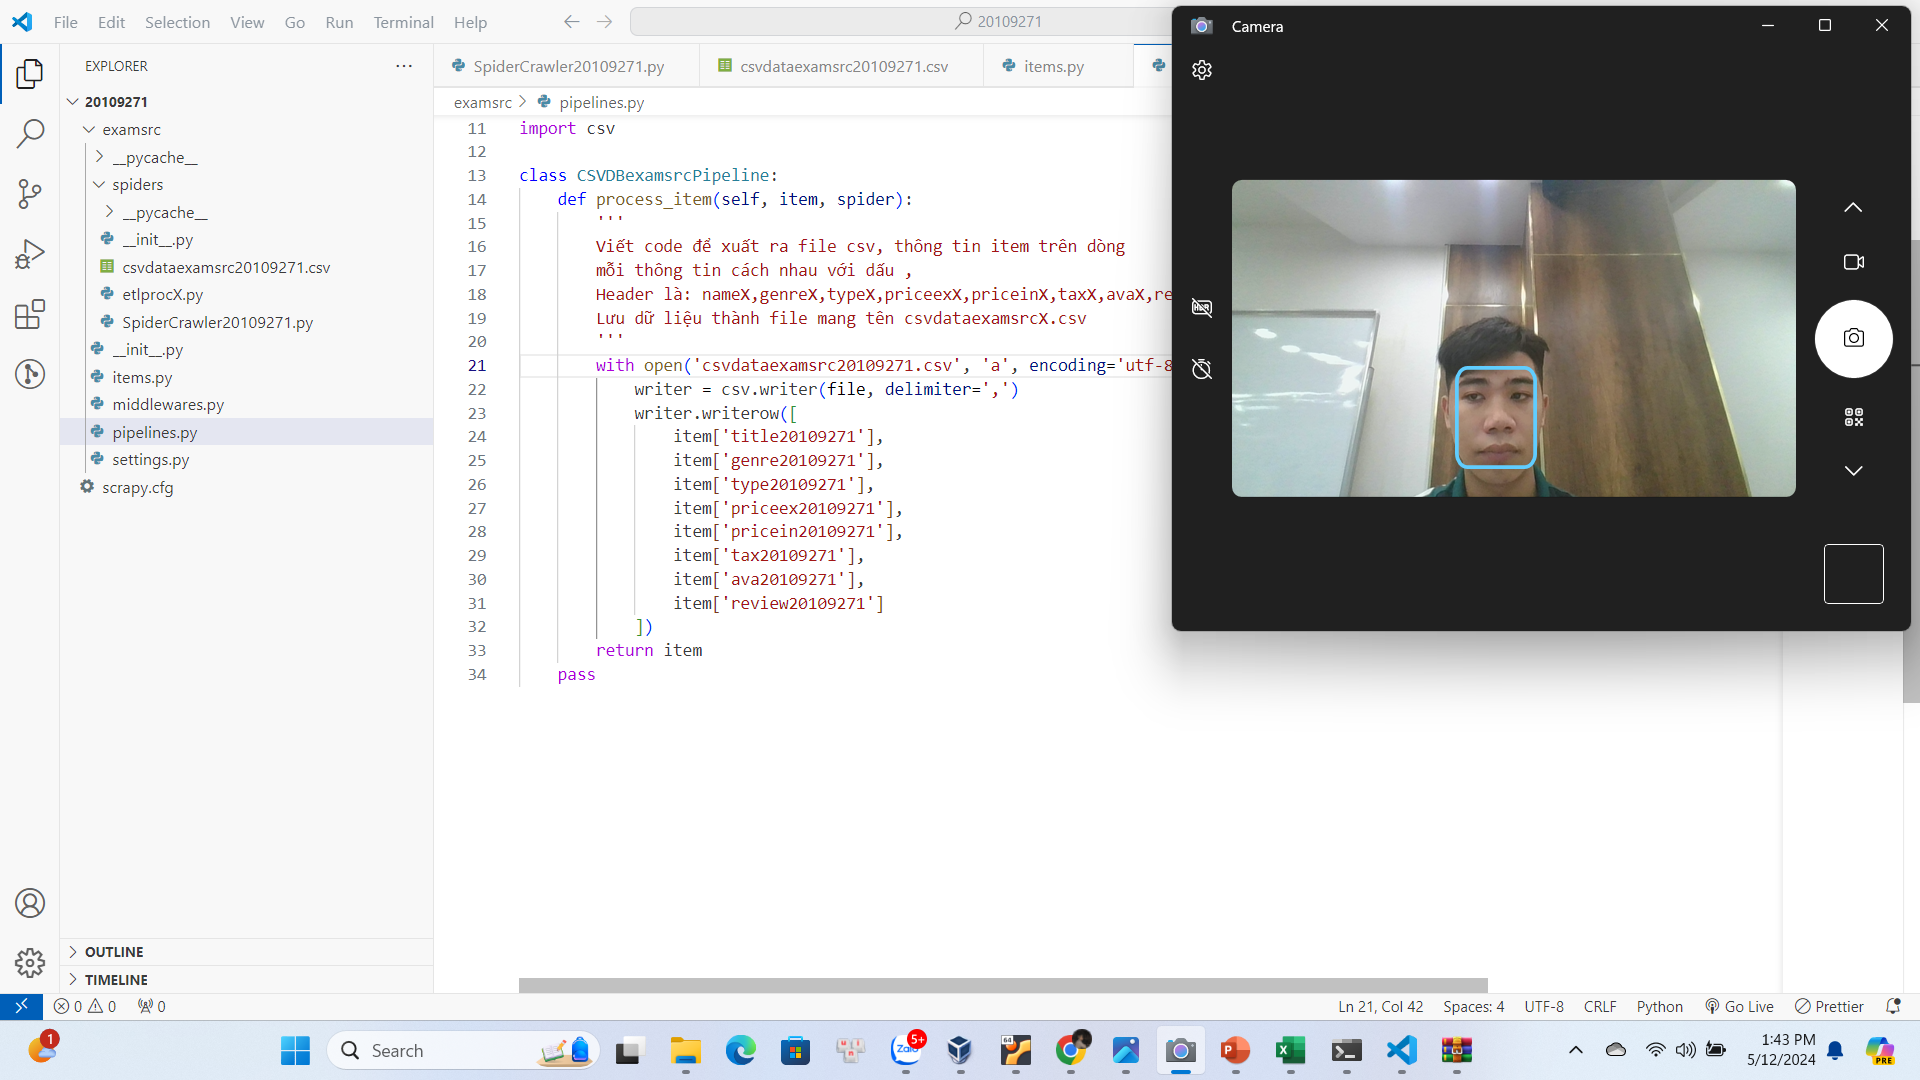 File Edit Selection View Go Run Terminal Help
20109271
EXPLORER
20109271
examsrc
__pycache__
spiders
__pycache__
__init__.py
csvdataexamsrc20109271.csv
etlprocX.py
SpiderCrawler20109271.py
__init__.py
items.py
middlewares.py
pipelines.py
settings.py
scrapy.cfg
OUTLINE
TIMELINE
SpiderCrawler20109271.py csvdataexamsrc20109271.csv items.py
examsrc > pipelines.py
11 import csv
12
13 class CSVDBexamsrcPipeline:
14 def process_item(self, item, spider):
15 '''
16 Viết code để xuất ra file csv, thông tin item trên dòng
17 mỗi thông tin cách nhau với dấu ,
18 Header là: nameX,genreX,typeX,priceexX,priceinX,taxX,avaX,re
19 Lưu dữ liệu thành file mang tên csvdataexamsrcX.csv
20 '''
21 with open('csvdataexamsrc20109271.csv', 'a', encoding='utf-8
22 writer = csv.writer(file, delimiter=',')
23 writer.writerow([
24 item['title20109271'],
25 item['genre20109271'],
26 item['type20109271'],
27 item['priceex20109271'],
28 item['pricein20109271'],
29 item['tax20109271'],
30 item['ava20109271'],
31 item['review20109271']
32 ])
33 return item
34 pass
Camera
HDR
0 0 0
Ln 21, Col 42 Spaces: 4 UTF-8 CRLF Python Go Live Prettier
1
Search
Zalo
5+
64
PRE
1:43 PM
5/12/2024